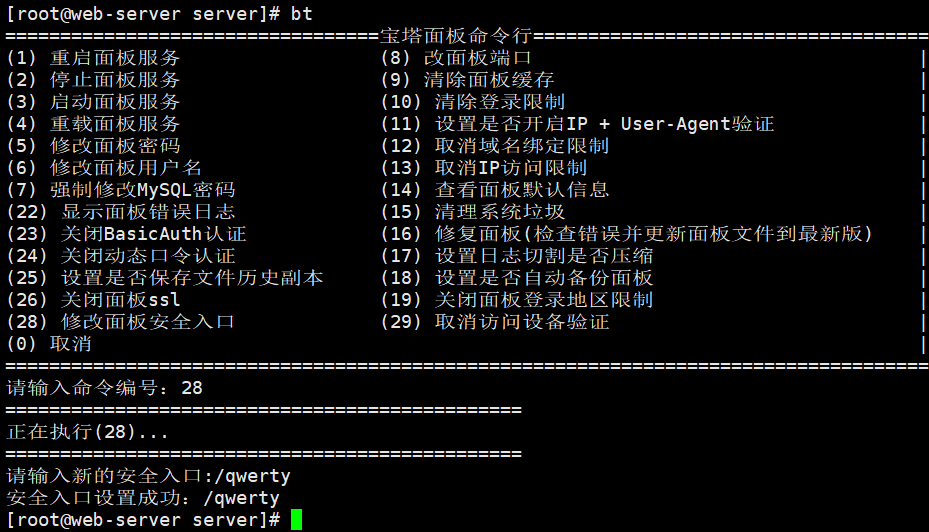 [root@web-server server]# bt
==================================宝塔面板命令行====================================
(1) 重启面板服务 (8) 改面板端口 |
(2) 停止面板服务 (9) 清除面板缓存 |
(3) 启动面板服务 (10) 清除登录限制 |
(4) 重载面板服务 (11) 设置是否开启IP + User-Agent验证 |
(5) 修改面板密码 (12) 取消域名绑定限制 |
(6) 修改面板用户名 (13) 取消IP访问限制 |
(7) 强制修改MySQL密码 (14) 查看面板默认信息 |
(22) 显示面板错误日志 (15) 清理系统垃圾 |
(23) 关闭BasicAuth认证 (16) 修复面板(检查错误并更新面板文件到最新版) |
(24) 关闭动态口令认证 (17) 设置日志切割是否压缩 |
(25) 设置是否保存文件历史副本 (18) 设置是否自动备份面板 |
(26) 关闭面板ssl (19) 关闭面板登录地区限制 |
(28) 修改面板安全入口 (29) 取消访问设备验证 |
(0) 取消 |
=====================================================================================
请输入命令编号：28
===============================================
正在执行(28)...
===============================================
请输入新的安全入口:/qwerty
安全入口设置成功：/qwerty
[root@web-server server]#